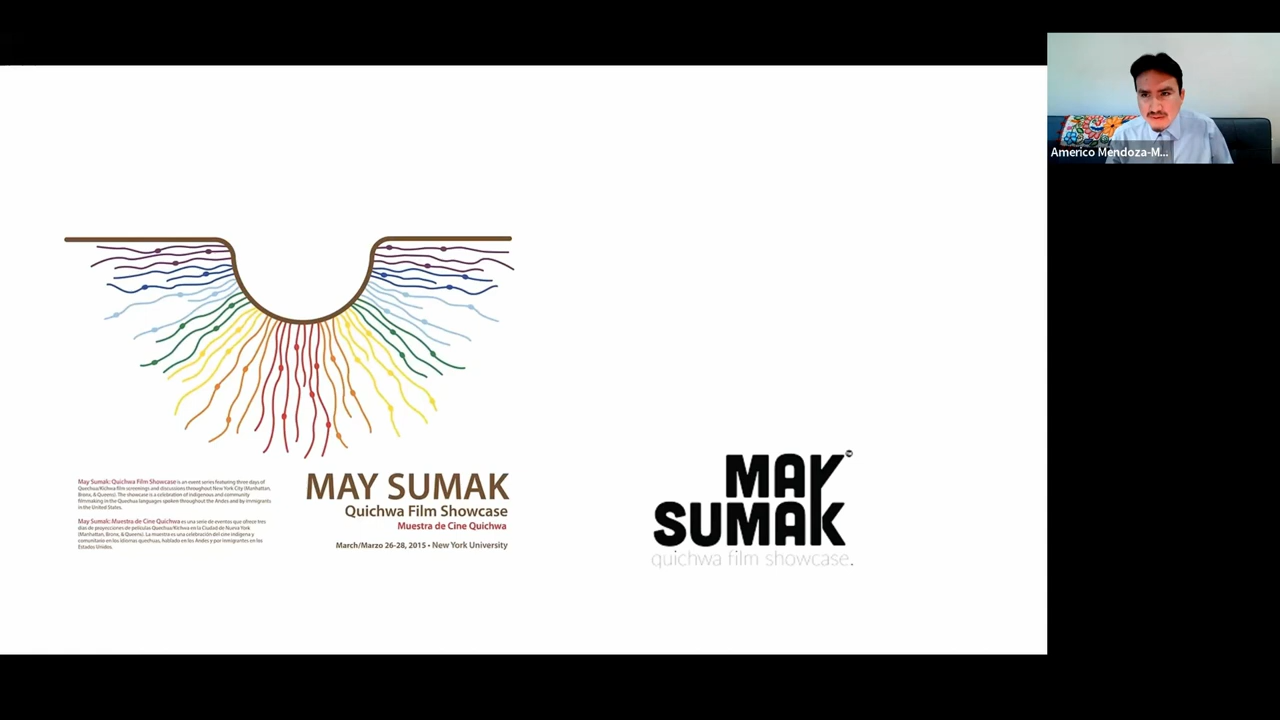 Americo Mendoza-M...
May Sumak: Quichwa Film Showcase is an event series featuring three days of
Quechua/Kichwa film screenings and discussions throughout New York City (Manhattan,
Bronx, & Queens). The showcase is a celebration of indigenous and community
filmmaking in the Quechua languages spoken throughout the Andes and by immigrants
in the United States.
May Sumak: Muestra de Cine Quichwa es una serie de eventos que ofrece tres
días de proyecciones de películas Quechua/Kichwa en la Ciudad de Nueva York
(Manhattan, Bronx, & Queens). La muestra es una celebración del cine indígena y
comunitario en los idiomas quechuas, hablado en los Andes y por inmigrantes en los
Estados Unidos.
MAY SUMAK
Quichwa Film Showcase
Muestra de Cine Quichwa
March/Marzo 26-28, 2015 • New York University
MAY
SUMAK
quichwa film showcase.